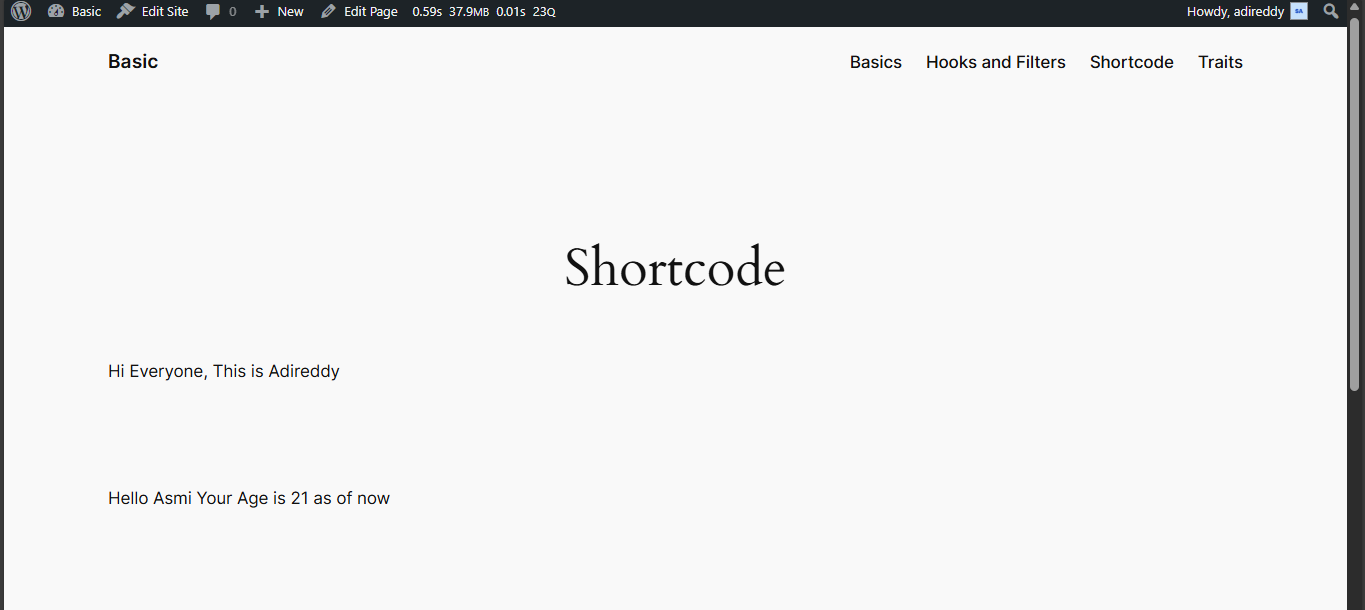 Basic Edit Site 0 New Edit Page 0.59s 37.9MB 0.01s 23Q Howdy, adireddy SA
Basic Basics Hooks and Filters Shortcode Traits
Shortcode
Hi Everyone, This is Adireddy
Hello Asmi Your Age is 21 as of now